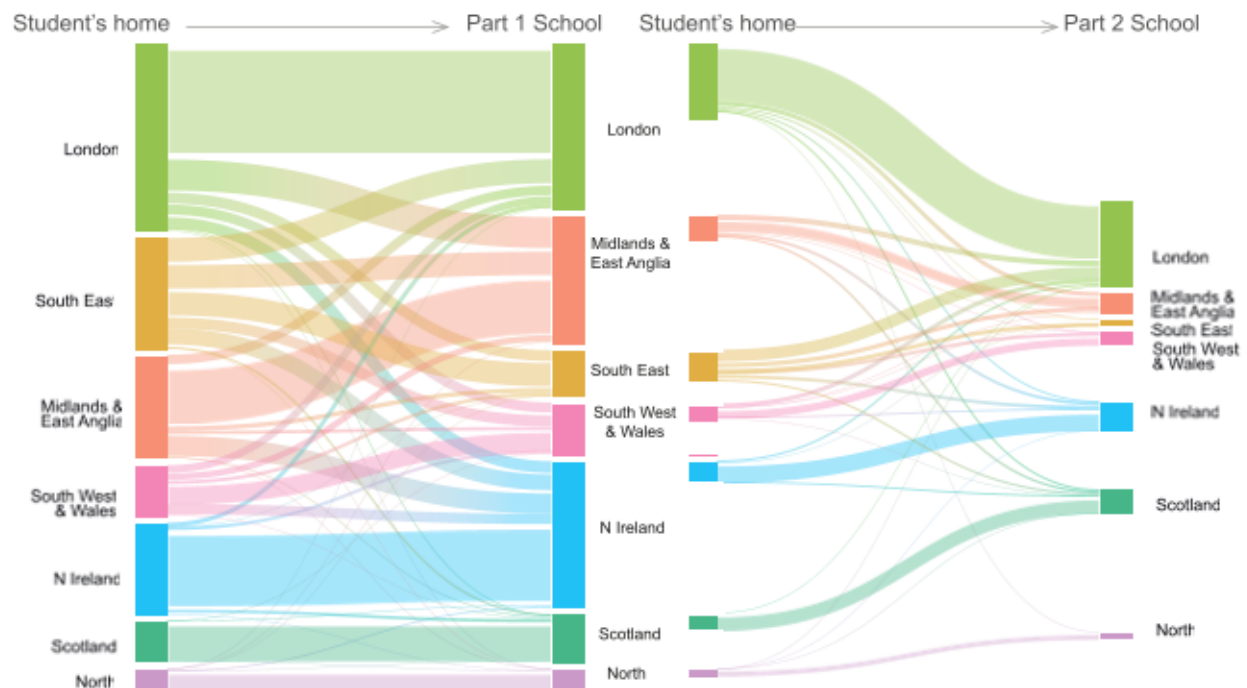 Student's home
Part 1 School
Student's home
Part 2 School
London
South East
Midlands &
East Anglia
South West
& Wales
N Ireland
Scotland
North
London
Midlands &
East Anglia
South East
South West
& Wales
N Ireland
Scotland
North
London
Midlands &
East Anglia
South East
South West
& Wales
N Ireland
Scotland
North